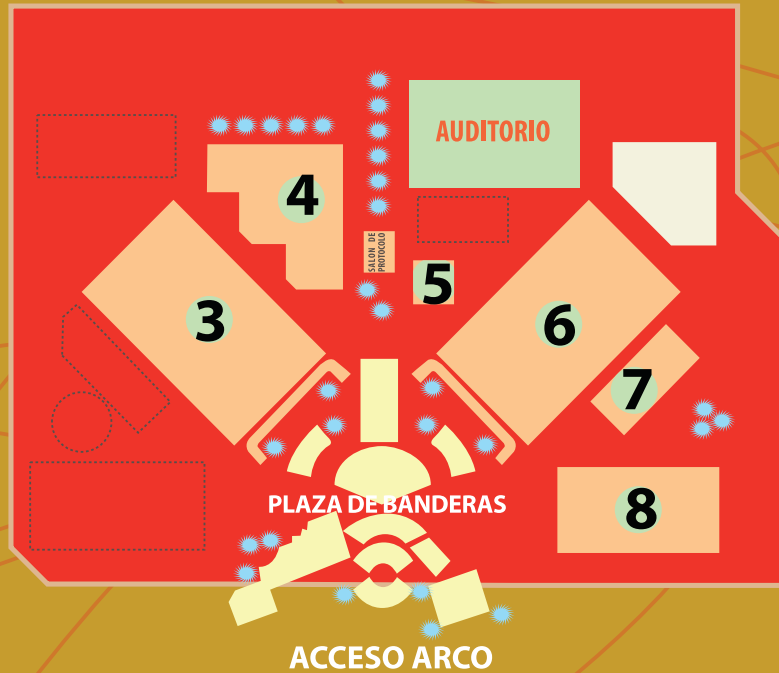 AUDITORIO
4
SALON DE
PROTOCOLO
5
3
6
7
8
PLAZA DE BANDERAS
ACCESO ARCO